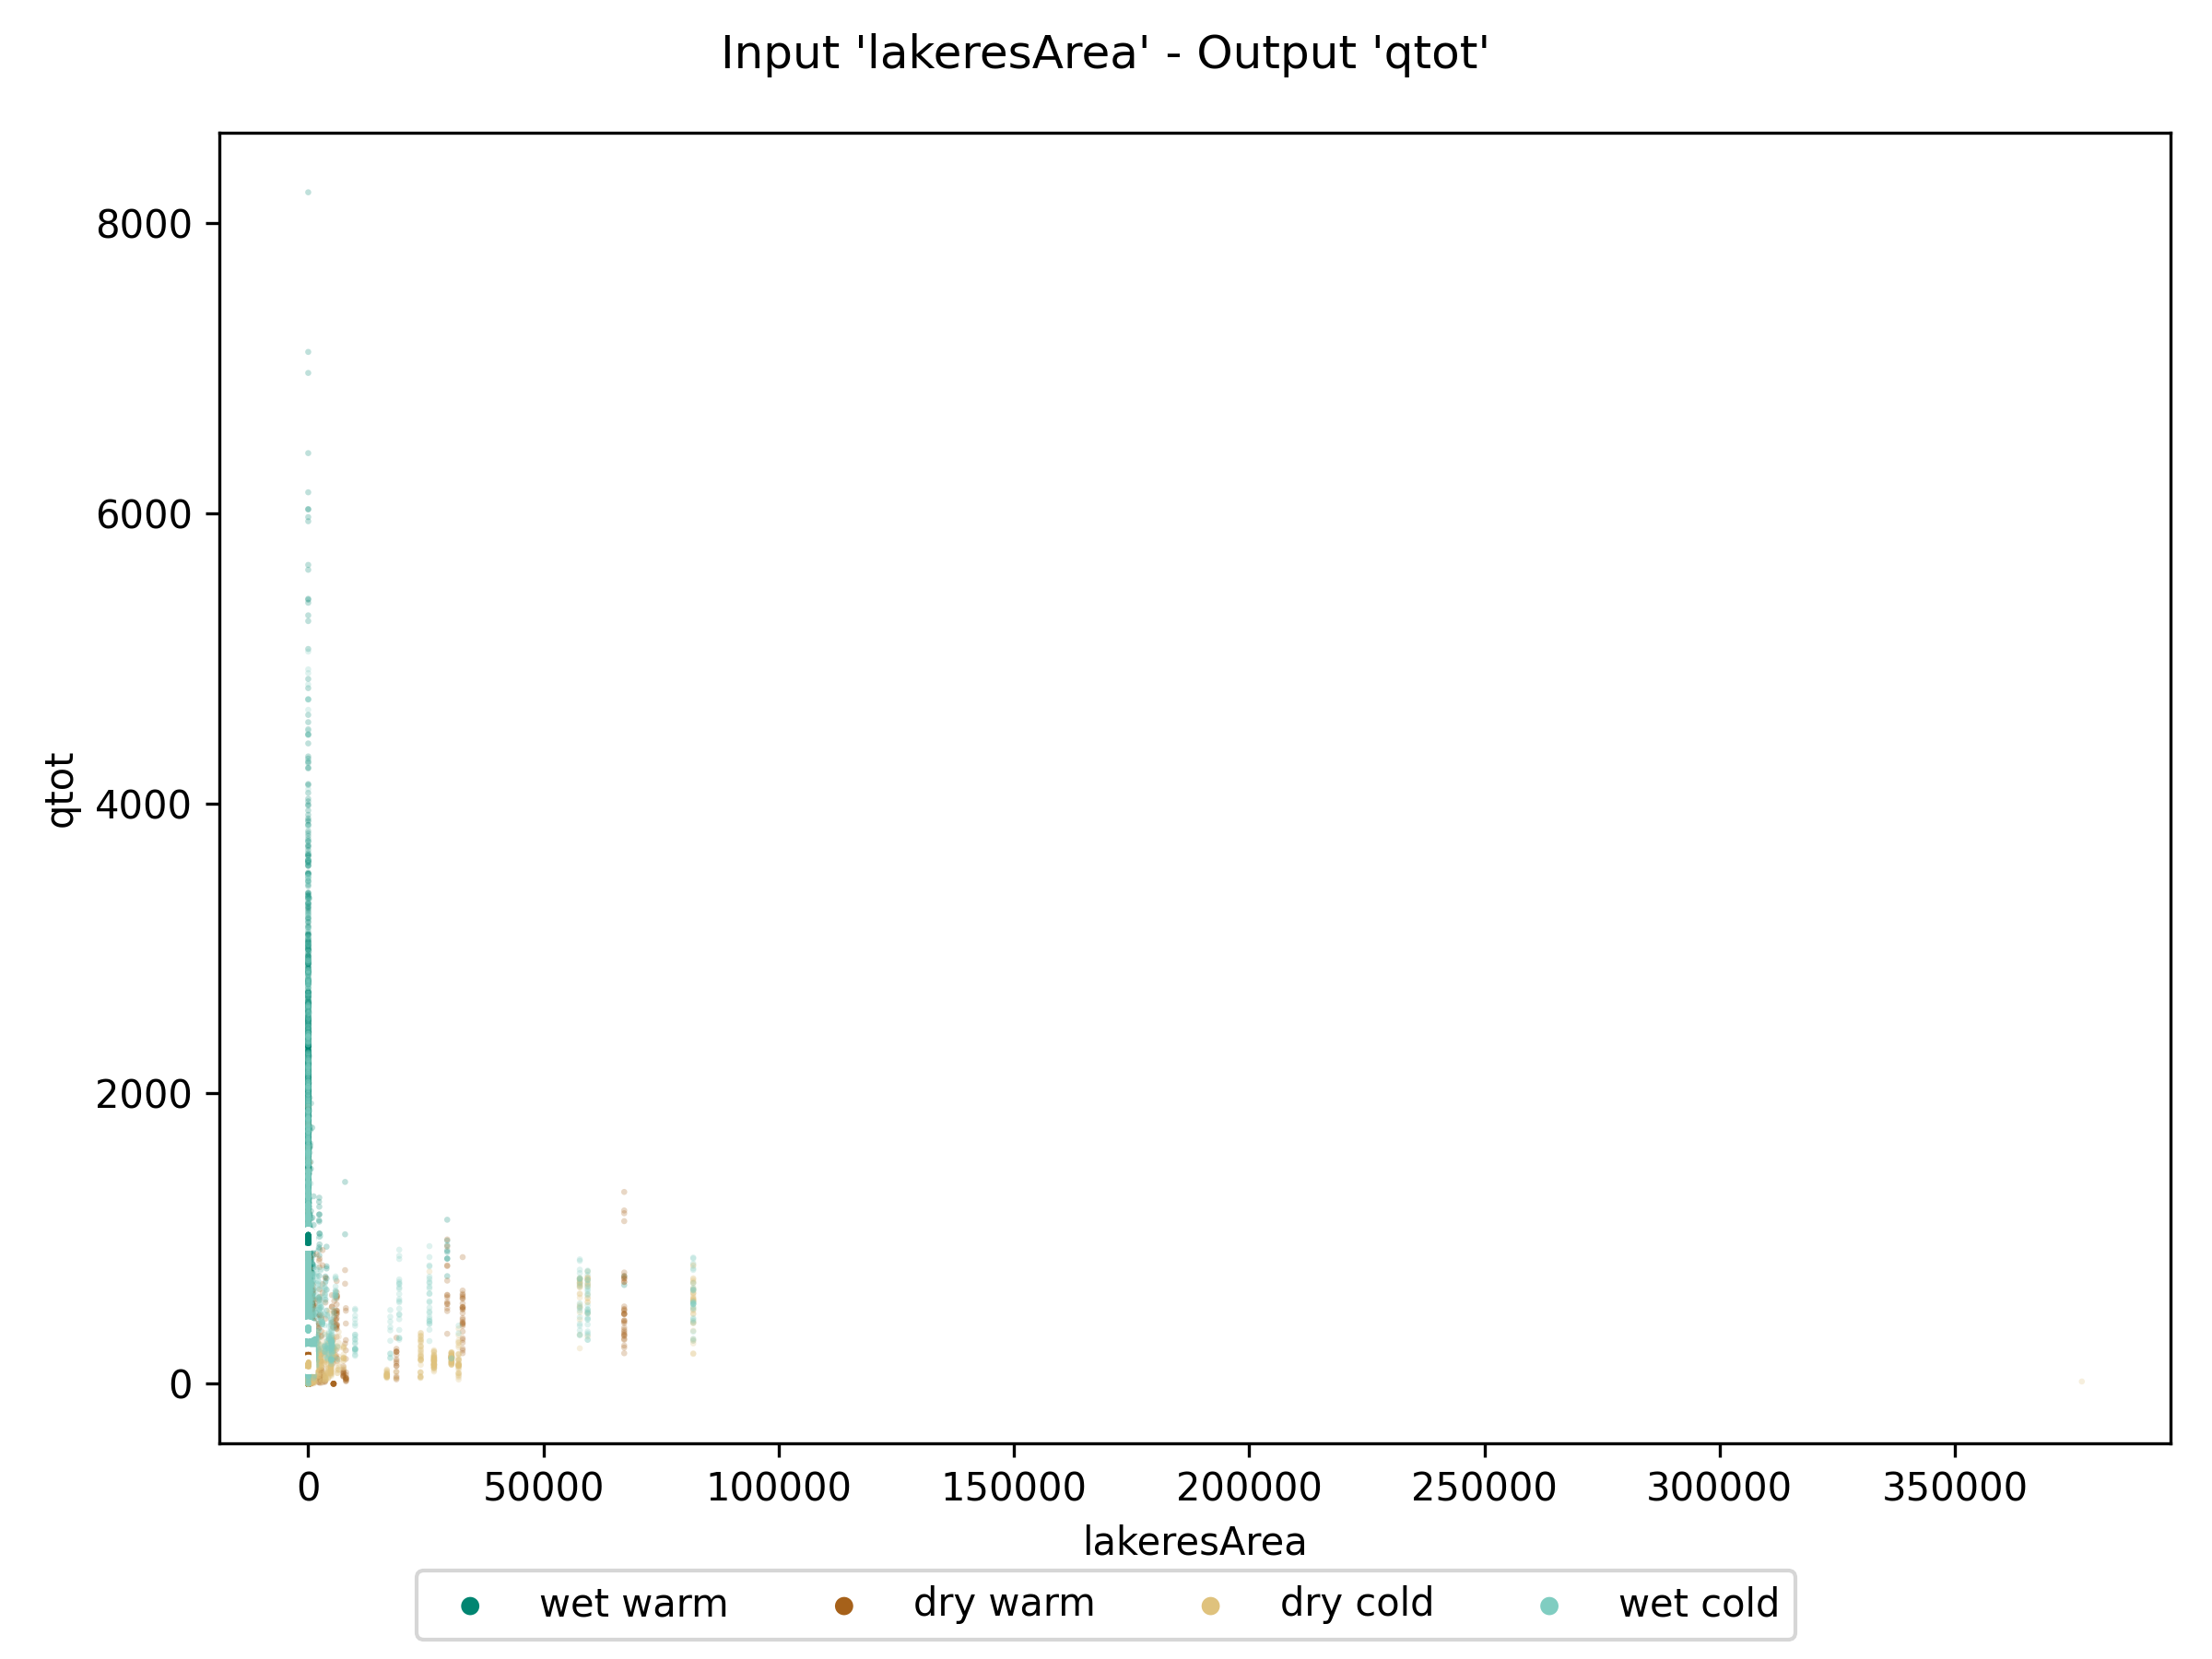 Input 'lakeresArea' - Output 'qtot'
8000
6000
4000
2000
0
qtot
0 50000 100000 150000 200000 250000 300000 350000
lakeresArea
wet warm dry warm dry cold wet cold